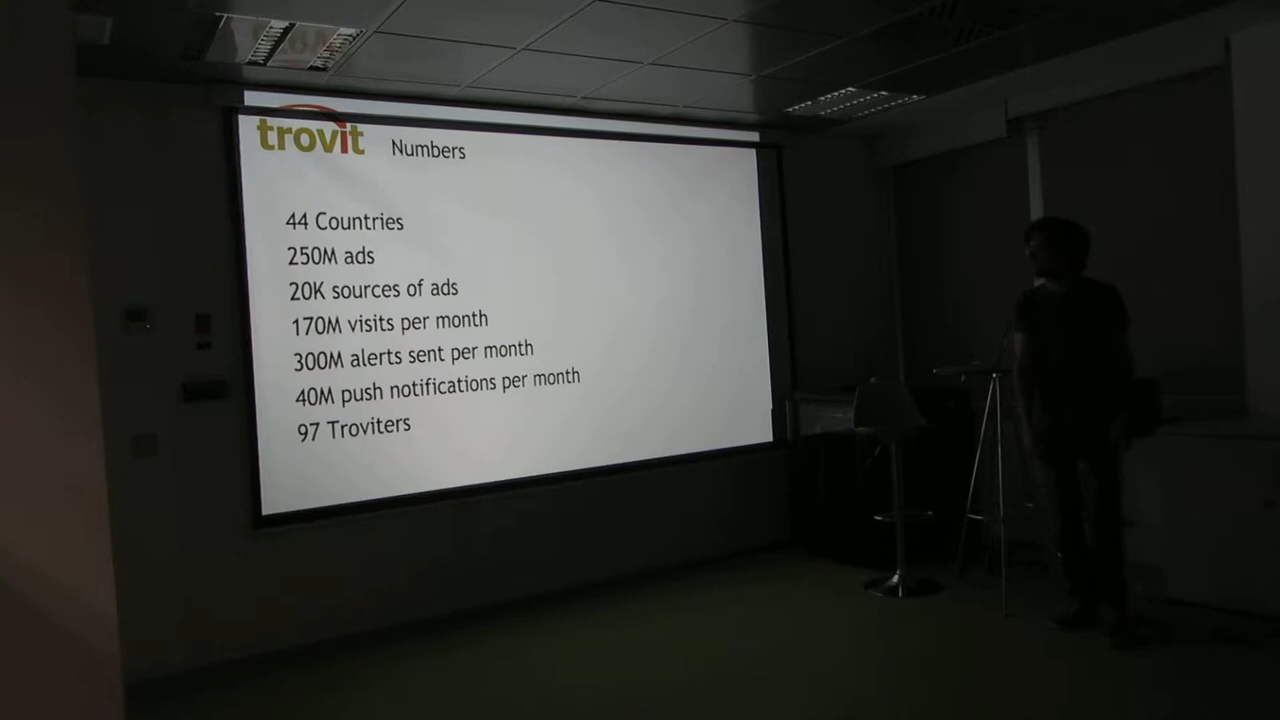 trovit Numbers
44 Countries
250M ads
20K sources of ads
170M visits per month
300M alerts sent per month
40M push notifications per month
97 Troviters